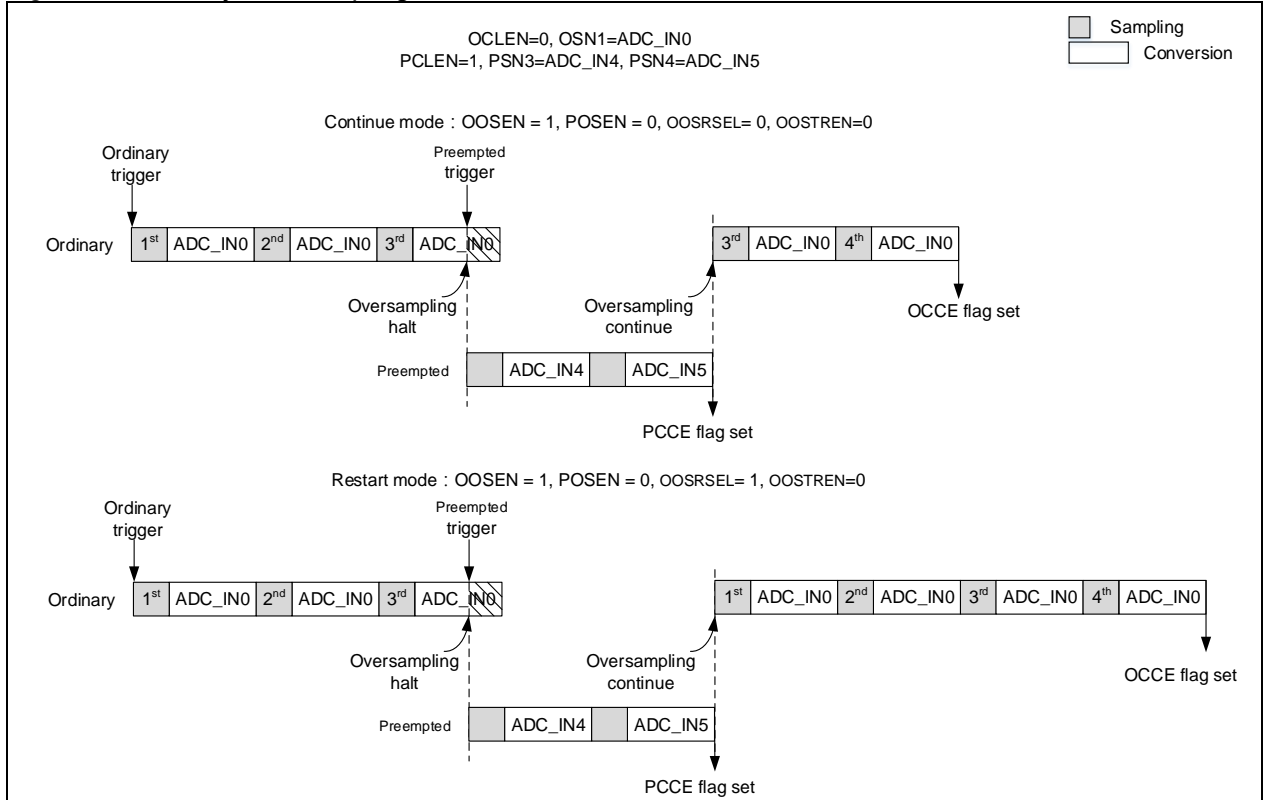 Sampling
Conversion
OCLEN=0, OSN1=ADC_IN0
PCLEN=1, PSN3=ADC_IN4, PSN4=ADC_IN5
Continue mode : OOSEN = 1, POSEN = 0, OOSRSEL= 0, OOSTREN=0
Ordinary
trigger
Preempted
trigger
Ordinary 1st ADC_IN0 2nd ADC_IN0 3rd ADC_IN0 3rd ADC_IN0 4th ADC_IN0
Oversampling
halt
Oversampling
continue
OCCE flag set
Preempted ADC_IN4 ADC_IN5
PCCE flag set
Restart mode : OOSEN = 1, POSEN = 0, OOSRSEL= 1, OOSTREN=0
Ordinary
trigger
Preempted
trigger
Ordinary 1st ADC_IN0 2nd ADC_IN0 3rd ADC_IN0 1st ADC_IN0 2nd ADC_IN0 3rd ADC_IN0 4th ADC_IN0
Oversampling
halt
Oversampling
continue
OCCE flag set
Preempted ADC_IN4 ADC_IN5
PCCE flag set